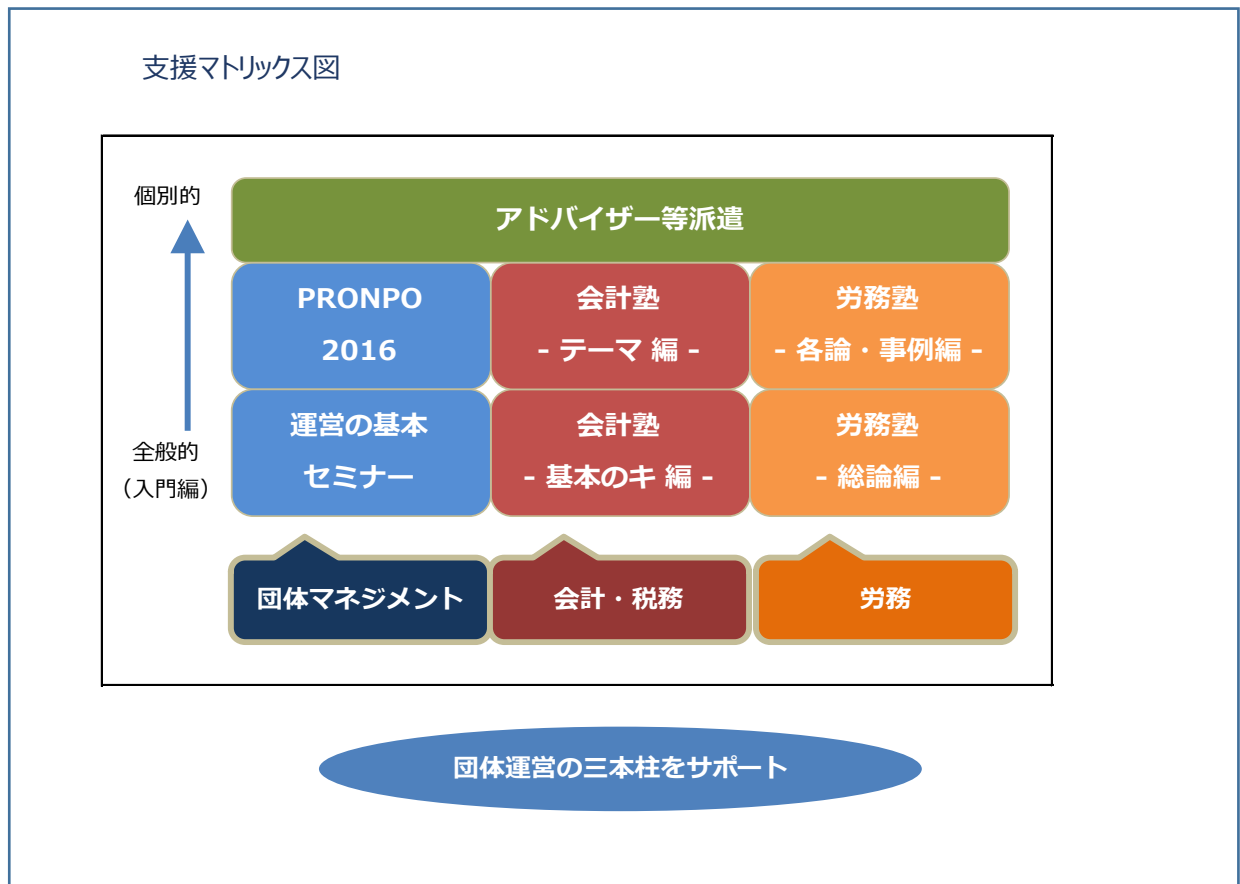 支援マトリックス図
個別的
アドバイザー等派遣
PRONPO
2016
会計塾
- テーマ 編 -
労務塾
- 各論・事例編 -
全般的
（入門編）
運営の基本
セミナー
会計塾
- 基本のキ 編 -
労務塾
- 総論編 -
団体マネジメント
会計・税務
労務
団体運営の三本柱をサポート